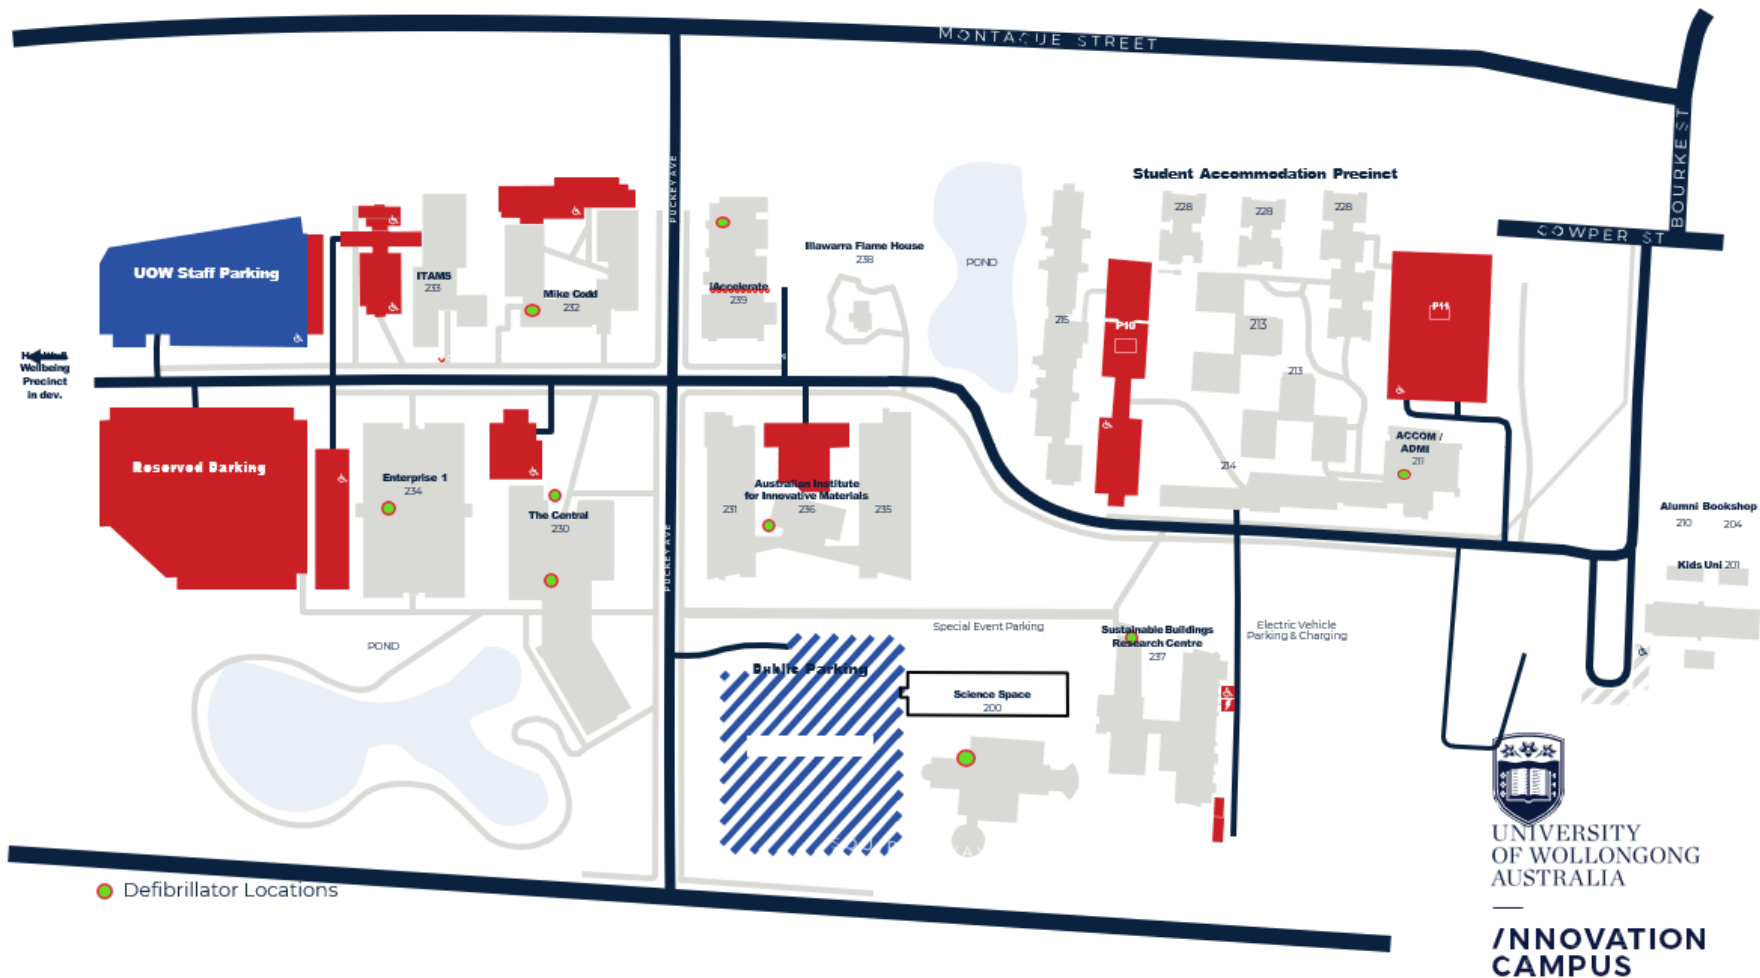 MONTAGUE STREET
BOURKE ST
COWPER ST
PUCKEY AVE
Student Accommodation Precinct
228
228
228
UOW Staff Parking
ITAMS
233
Mike Codd
232
iAccelerate
239
Illawarra Flame House
238
POND
215
P10
213
213
P11
Health &
Wellbeing
Precinct
in dev.
Reserved Parking
Enterprise 1
234
The Central
230
Australian Institute
for Innovative Materials
231
236
235
214
ACCOM /
ADMI
211
Alumni Bookshop
210
204
Kids Uni 201
PUCKEY AVE
POND
Public Parking
Special Event Parking
Science Space
200
Sustainable Buildings
Research Centre
237
Electric Vehicle
Parking & Charging
Defibrillator Locations
UNIVERSITY
OF WOLLONGONG
AUSTRALIA
INNOVATION
CAMPUS